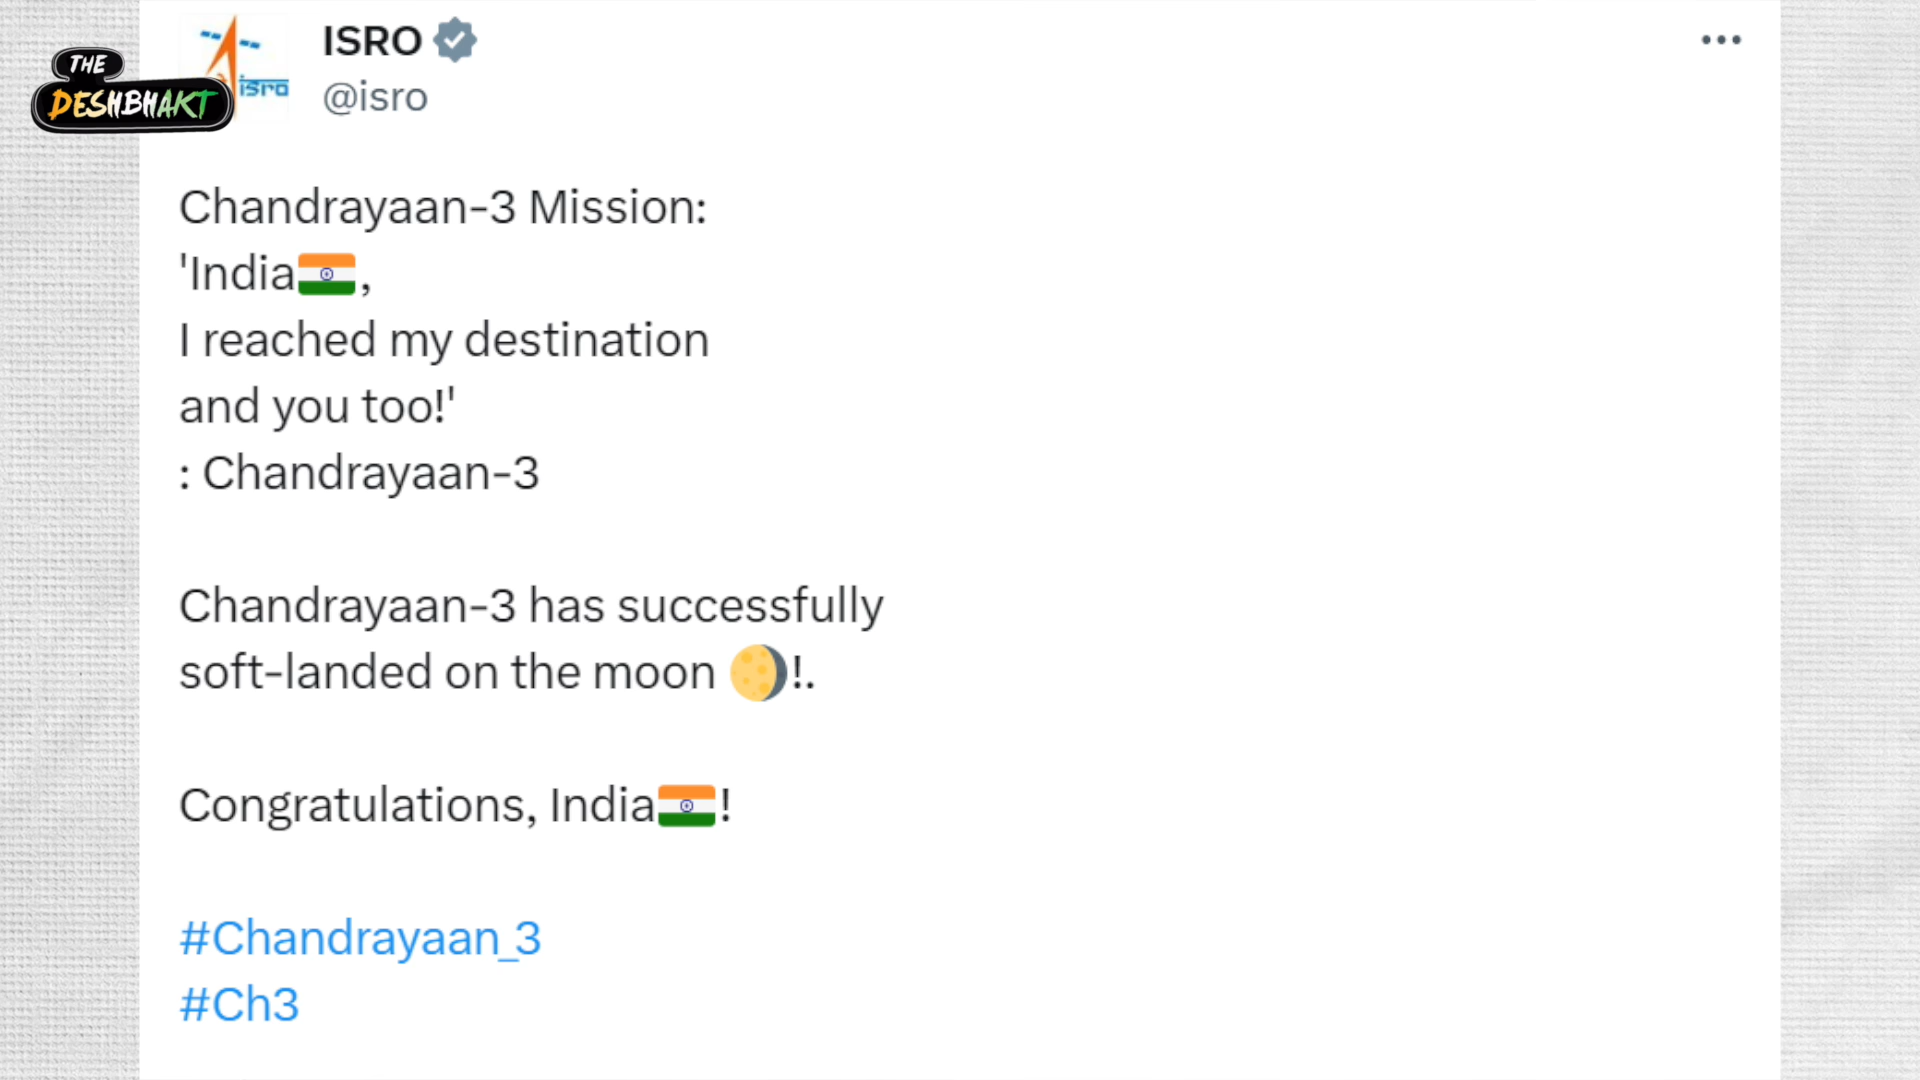 THE
DESHBHAKT
isro
ISRO
@isro
Chandrayaan-3 Mission:
'India🇮🇳,
I reached my destination
and you too!'
: Chandrayaan-3
Chandrayaan-3 has successfully
soft-landed on the moon 🌖!.
Congratulations, India🇮🇳!
#Chandrayaan_3
#Ch3